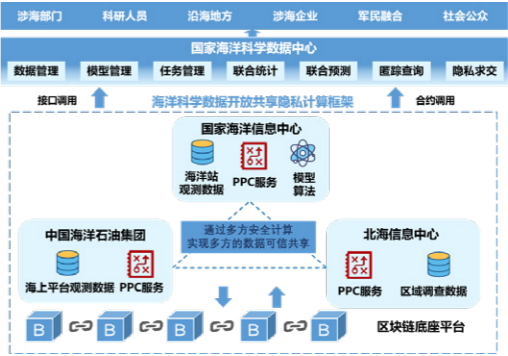 涉海部门 科研人员 沿海地方 涉海企业 军民融合 社会公众
国家海洋科学数据中心
数据管理 模型管理 任务管理 联合统计 联合预测 匿踪查询 隐私求交
接口调用 海洋科学数据开放共享隐私计算框架 合约调用
国家海洋信息中心
海洋站
观测数据
PPC服务
模型
算法
通过多方安全计算
实现多方的数据可信共享
中国海洋石油集团
海上平台观测数据 PPC服务
北海信息中心
PPC服务 区域调查数据
B B B B B 区块链底座平台